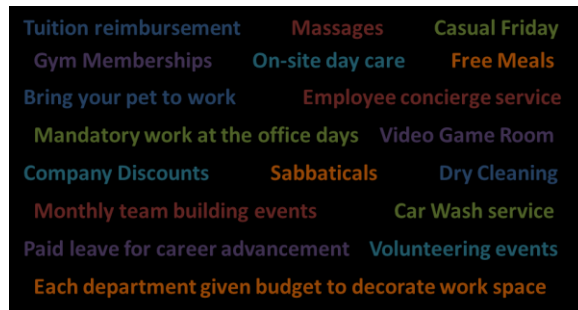 Tuition reimbursement Massages Casual Friday
Gym Memberships On-site day care Free Meals
Bring your pet to work Employee concierge service
Mandatory work at the office days Video Game Room
Company Discounts Sabbaticals Dry Cleaning
Monthly team building events Car Wash service
Paid leave for career advancement Volunteering events
Each department given budget to decorate work space